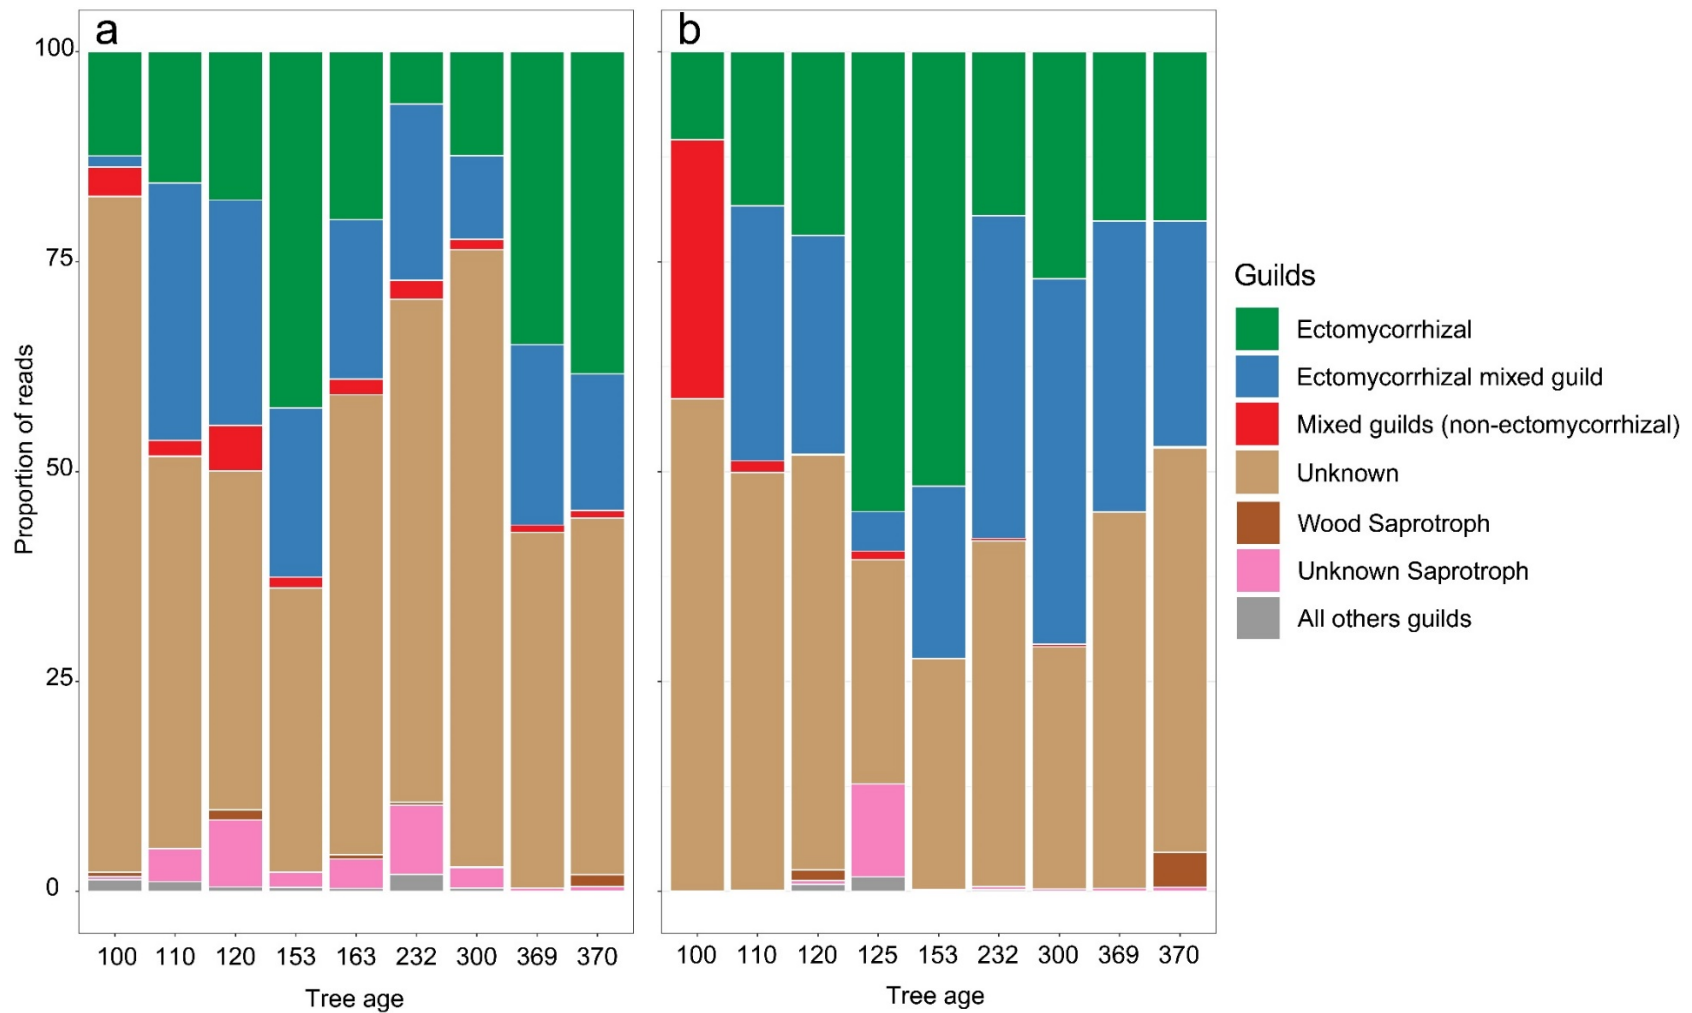 a
b
100
75
50
25
0
Proportion of reads
100 110 120 153 163 232 300 369 370
Tree age
100 110 120 125 153 232 300 369 370
Tree age
Guilds
Ectomycorrhizal
Ectomycorrhizal mixed guild
Mixed guilds (non-ectomycorrhizal)
Unknown
Wood Saprotroph
Unknown Saprotroph
All others guilds